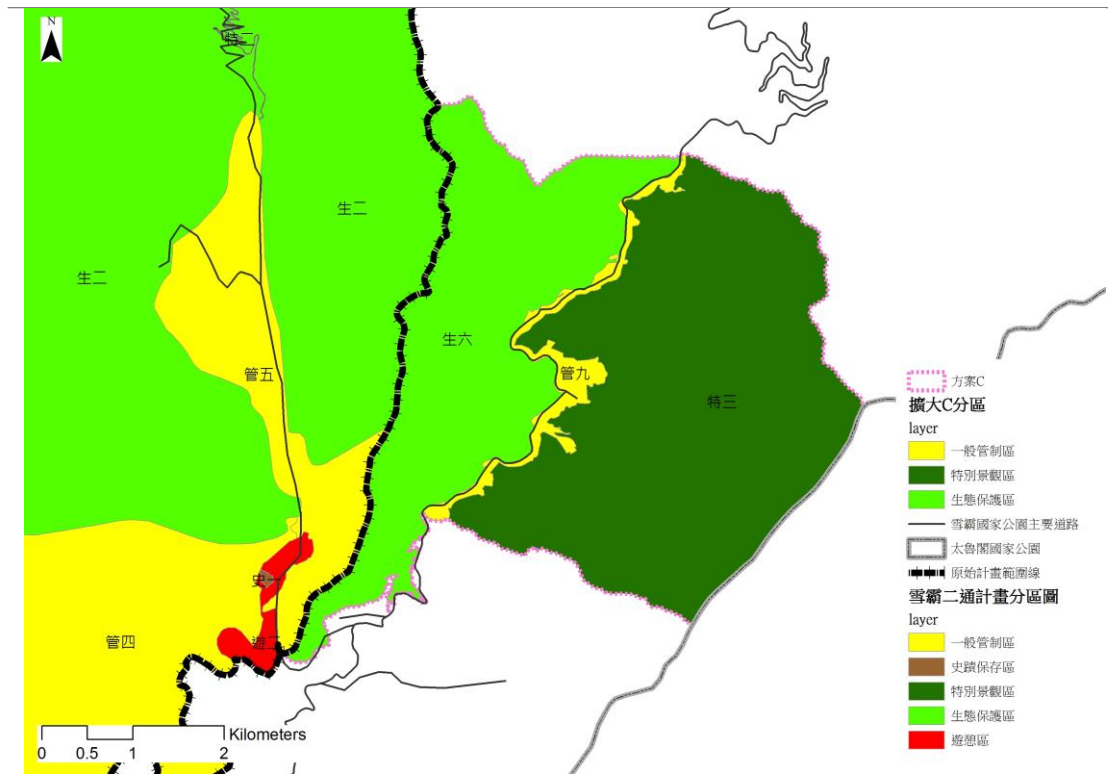 N
特二
生二
生二
生六
管五
管九
特三
史一
管四
遊二
Kilometers
0 0.5 1 2
方案C
擴大C分區
layer
一般管制區
特別景觀區
生態保護區
雪霸國家公園主要道路
太魯閣國家公園
原始計畫範圍線
雪霸二通計畫分區圖
layer
一般管制區
史蹟保存區
特別景觀區
生態保護區
遊憩區